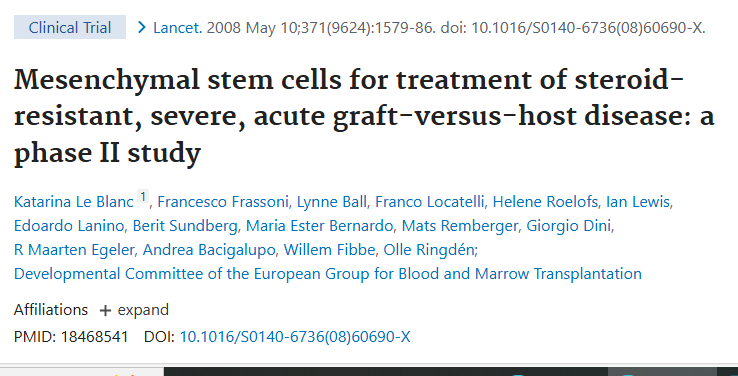 Clinical Trial > Lancet. 2008 May 10;371(9624):1579-86. doi: 10.1016/S0140-6736(08)60690-X.
Mesenchymal stem cells for treatment of steroid-
resistant, severe, acute graft-versus-host disease: a
phase II study
Katarina Le Blanc 1, Francesco Frassoni, Lynne Ball, Franco Locatelli, Helene Roelofs, Ian Lewis,
Edoardo Lanino, Berit Sundberg, Maria Ester Bernardo, Mats Remberger, Giorgio Dini,
R Maarten Egeler, Andrea Bacigalupo, Willem Fibbe, Olle Ringdén;
Developmental Committee of the European Group for Blood and Marrow Transplantation
Affiliations + expand
PMID: 18468541 DOI: 10.1016/S0140-6736(08)60690-X